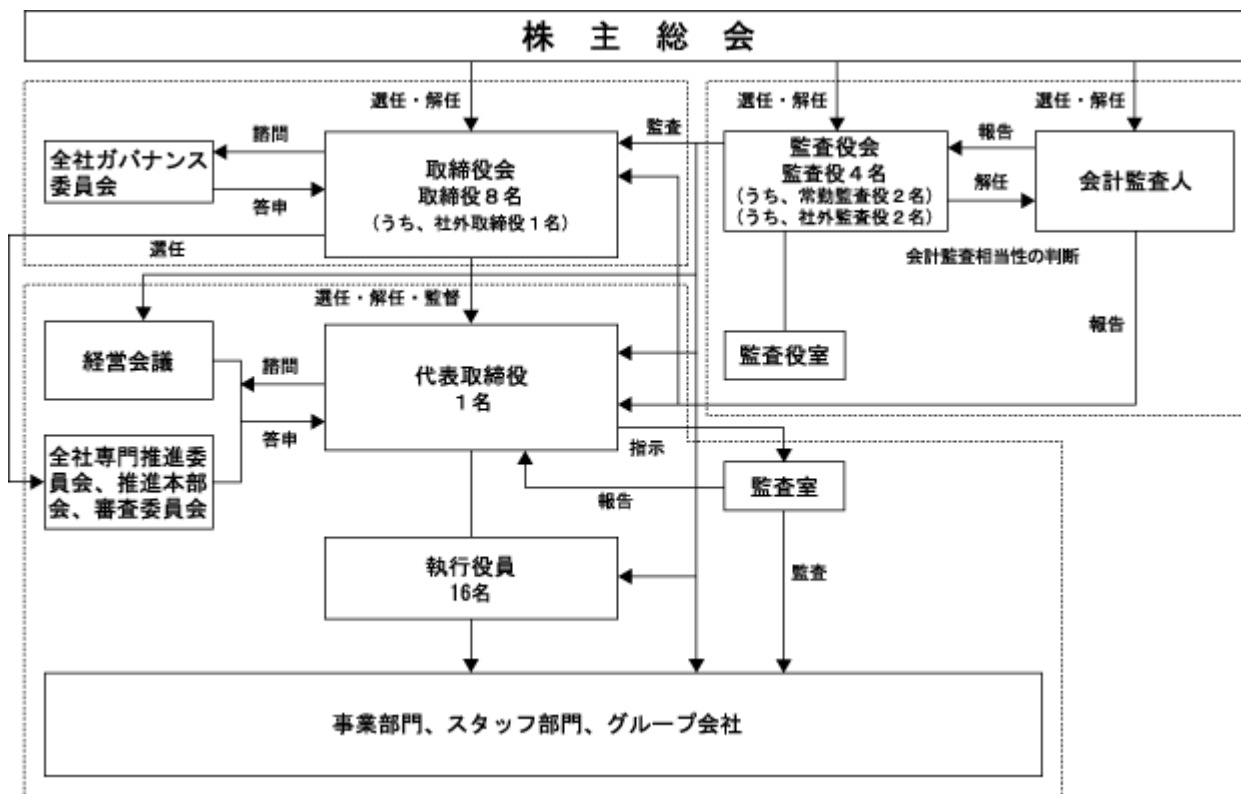 株主総会
選任・解任
選任・解任
選任・解任
諮問
監査
報告
全社ガバナンス
委員会
取締役会
取締役8名
(うち、社外取締役1名)
監査役会
監査役4名
(うち、常勤監査役2名)
(うち、社外監査役2名)
会計監査人
答申
解任
選任
会計監査相当性の判断
選任・解任・監督
報告
経営会議
諮問
代表取締役
1名
監査役室
答申
全社専門推進委
員会、推進本部
会、審査委員会
指示
監査室
報告
執行役員
16名
監査
事業部門、スタッフ部門、グループ会社